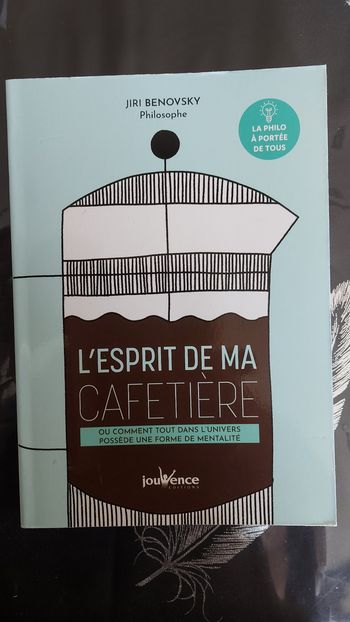 JIRI BENOVSKY
Philosophe
LA PHILO
À PORTÉE
DE TOUS
L'ESPRIT DE MA
CAFETIÈRE
OU COMMENT TOUT DANS L'UNIVERS
POSSÈDE UNE FORME DE MENTALITÉ
jouvence
EDITIONS